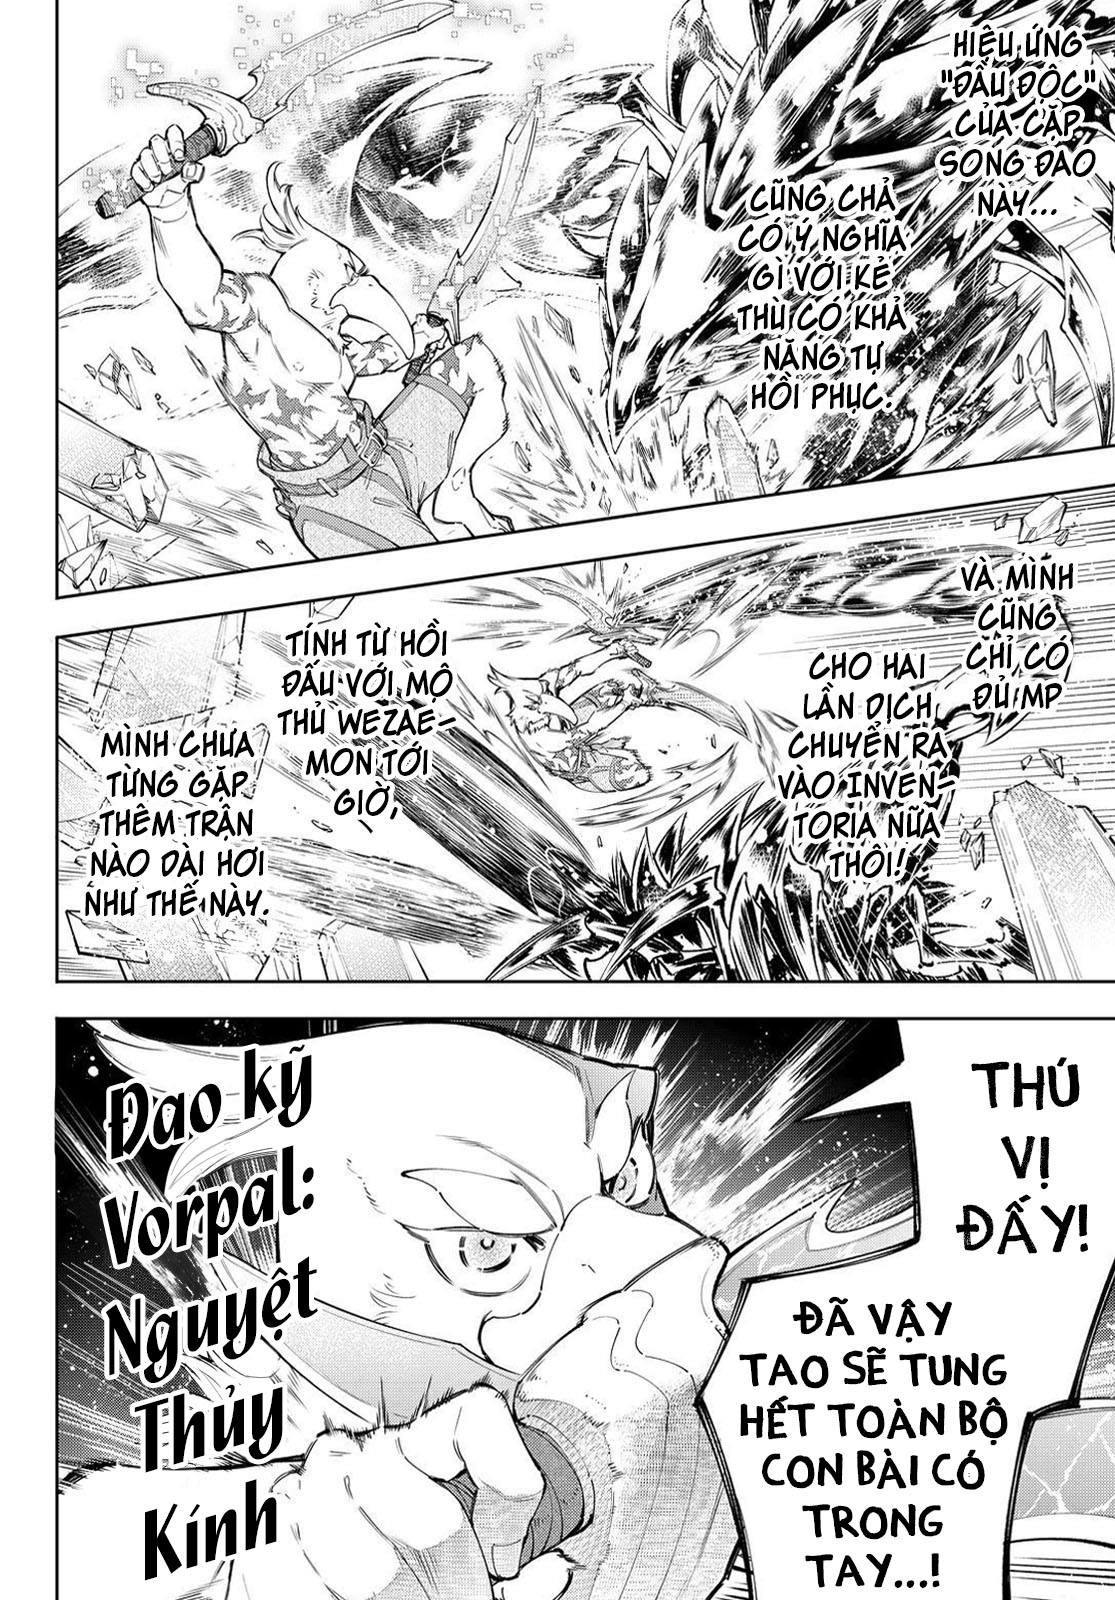 HIỆU ỨNG
"ĐẦU ĐỘC"
CỦA CẶP
SONG ĐAO
NÀY...
CŨNG CHẢ
CÓ Ý NGHĨA
GÌ VỚI KẺ
THÙ CÓ KHẢ
NĂNG TỰ
HỒI PHỤC.
VÀ MÌNH
CŨNG
CHỈ CÓ
ĐỦ MP
CHO HAI
LẦN DỊCH
CHUYỂN RA
VÀO INVEN-
TORIA NỮA
THÔI!
TÍNH TỪ HỒI
ĐẤU VỚI MỘ
THỦ WEZAE-
MON TỚI
GIỜ,
MÌNH CHƯA
TỪNG GẶP
THÊM TRẬN
NÀO DÀI HƠI
NHƯ THẾ NÀY.
THÚ
VỊ
ĐẤY!
ĐÃ VẬY
TAO SẼ TUNG
HẾT TOÀN BỘ
CON BÀI CÓ
TRONG
TAY...!
Đao kỹ
Vorpal:
Nguyệt
Thủy
Kính